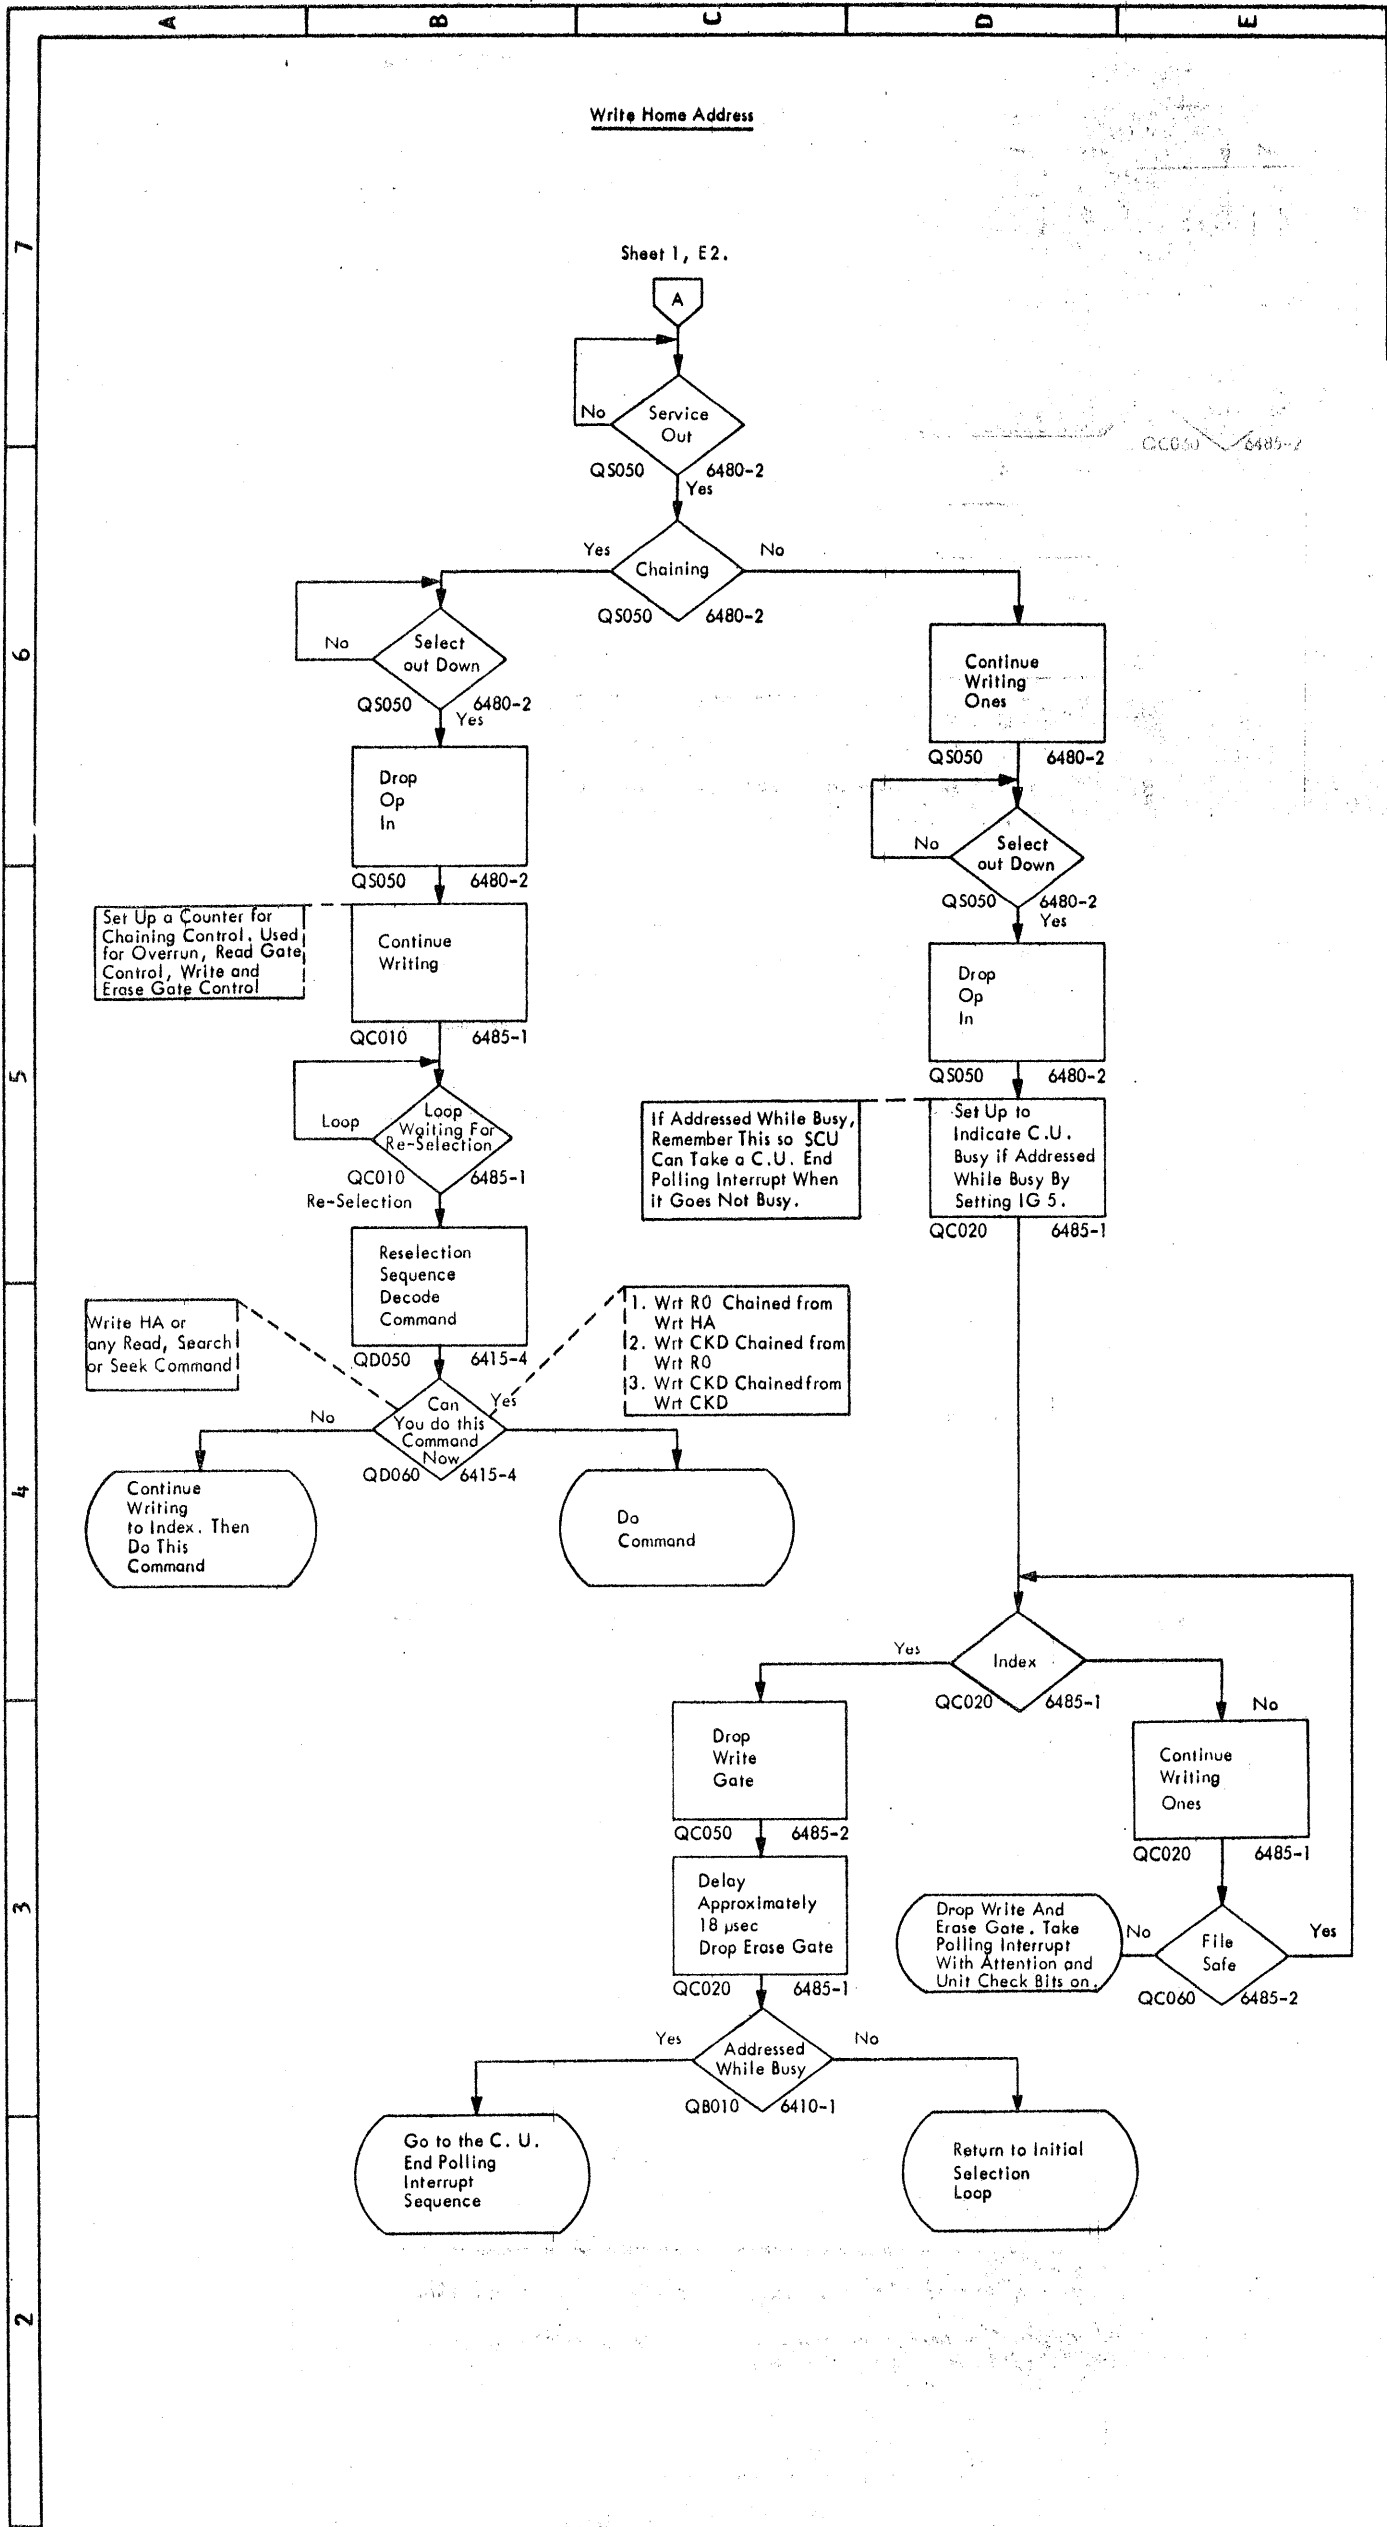 A
B
C
D
E
Write Home Address
7
Sheet 1, E2.
A
No
Service
Out
QS050
6480-2
QC050
6485-2
Yes
Yes
Chaining
No
QS050
6480-2
6
No
Select
out Down
QS050
6480-2
Yes
Continue
Writing
Ones
QS050
6480-2
Drop
Op
In
QS050
6480-2
No
Select
out Down
QS050
6480-2
Yes
Set Up a Counter for
Chaining Control. Used
for Overrun, Read Gate
Control, Write and
Erase Gate Control
Continue
Writing
QC010
6485-1
Drop
Op
In
QS050
6480-2
5
Loop
Loop
Waiting For
Re-Selection
QC010
6485-1
Re-Selection
If Addressed While Busy,
Remember This so SCU
Can Take a C.U. End
Polling Interrupt When
it Goes Not Busy.
Set Up to
Indicate C.U.
Busy if Addressed
While Busy By
Setting IG 5.
QC020
6485-1
Reselection
Sequence
Decode
Command
QD050
6415-4
Write HA or
any Read, Search
or Seek Command
1. Wrt R0 Chained from
Wrt HA
2. Wrt CKD Chained from
Wrt R0
3. Wrt CKD Chained from
Wrt CKD
No
Can
You do this
Command
Now
Yes
QD060
6415-4
4
Continue
Writing
to Index. Then
Do This
Command
Do
Command
Yes
Index
QC020
6485-1
No
Drop
Write
Gate
QC050
6485-2
Continue
Writing
Ones
QC020
6485-1
3
Delay
Approximately
18 µsec
Drop Erase Gate
QC020
6485-1
Drop Write And
Erase Gate. Take
Polling Interrupt
With Attention and
Unit Check Bits on.
No
File
Safe
Yes
QC060
6485-2
Yes
Addressed
While Busy
No
QB010
6410-1
Go to the C. U.
End Polling
Interrupt
Sequence
Return to Initial
Selection
Loop
2